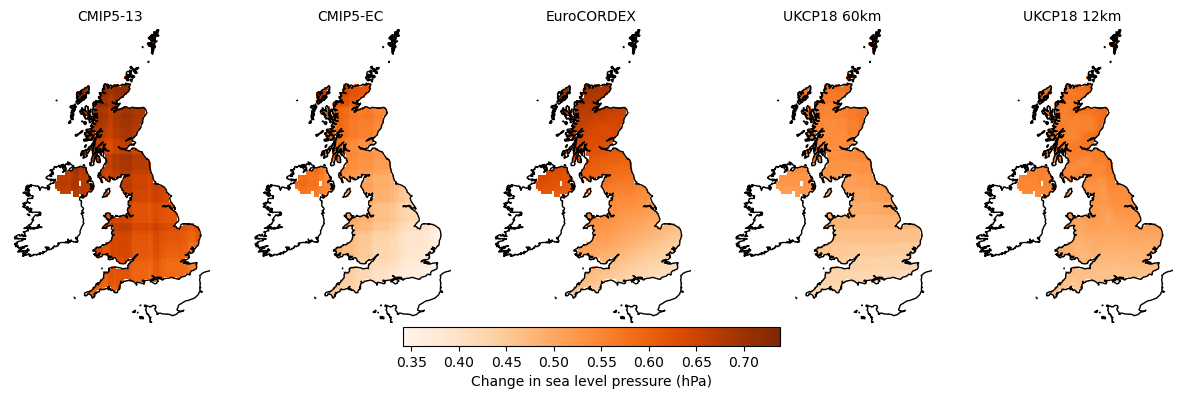 CMIP5-13 CMIP5-EC EuroCORDEX UKCP18 60km UKCP18 12km
0.35 0.40 0.45 0.50 0.55 0.60 0.65 0.70
Change in sea level pressure (hPa)